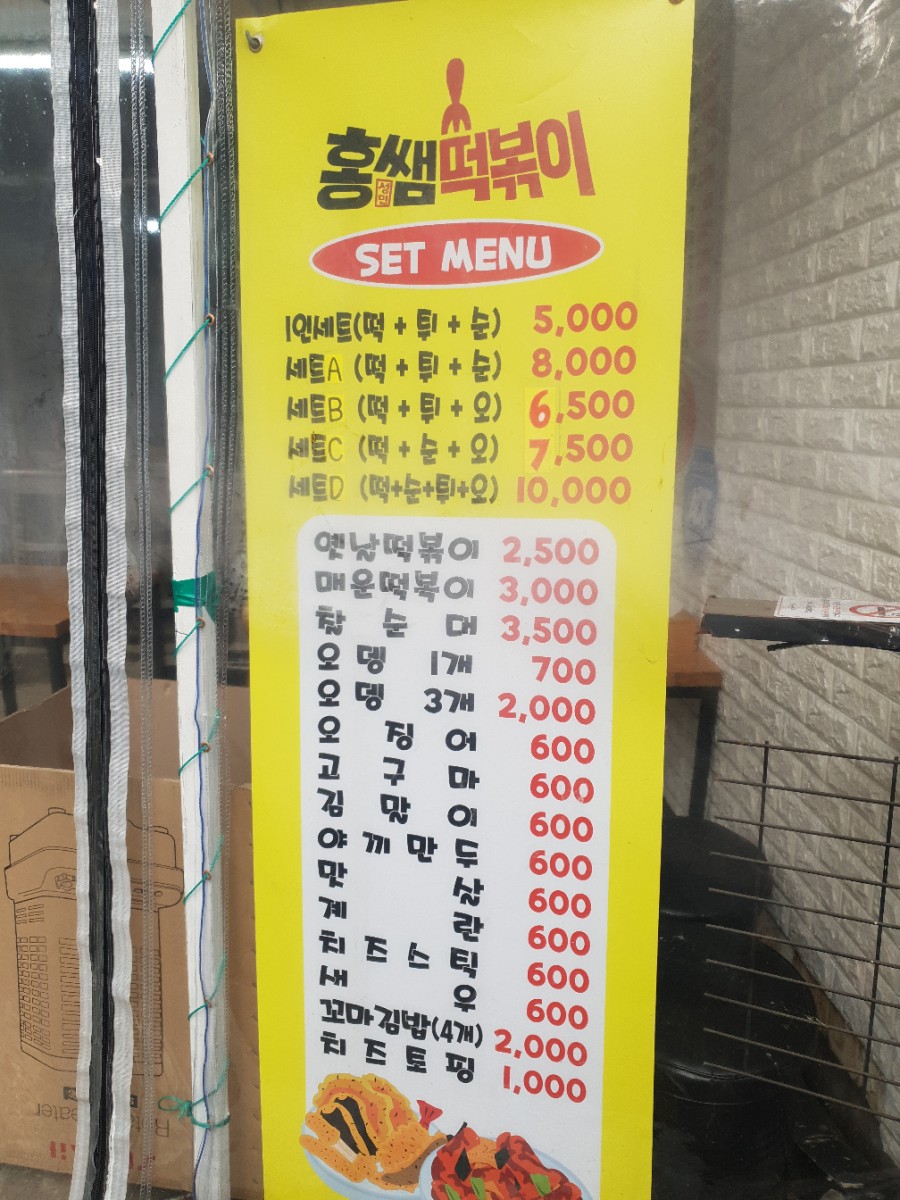 홍쌤떡볶이
성민
SET MENU
1인세트(떡 + 튀 + 순) 5,000
세트A (떡 + 튀 + 순) 8,000
세트B (떡 + 튀 + 오) 6,500
세트C (떡 + 순 + 오) 7,500
세트D (떡+순+튀+오) 10,000
옛날떡볶이 2,500
매운떡볶이 3,000
찰순대 3,500
오뎅 1개 700
오뎅 3개 2,000
오징어 600
고구마 600
김말이 600
야끼만두 600
맛살 600
계란 600
치즈스틱 600
새우 600
꼬마김밥(4개) 2,000
치즈토핑 1,000